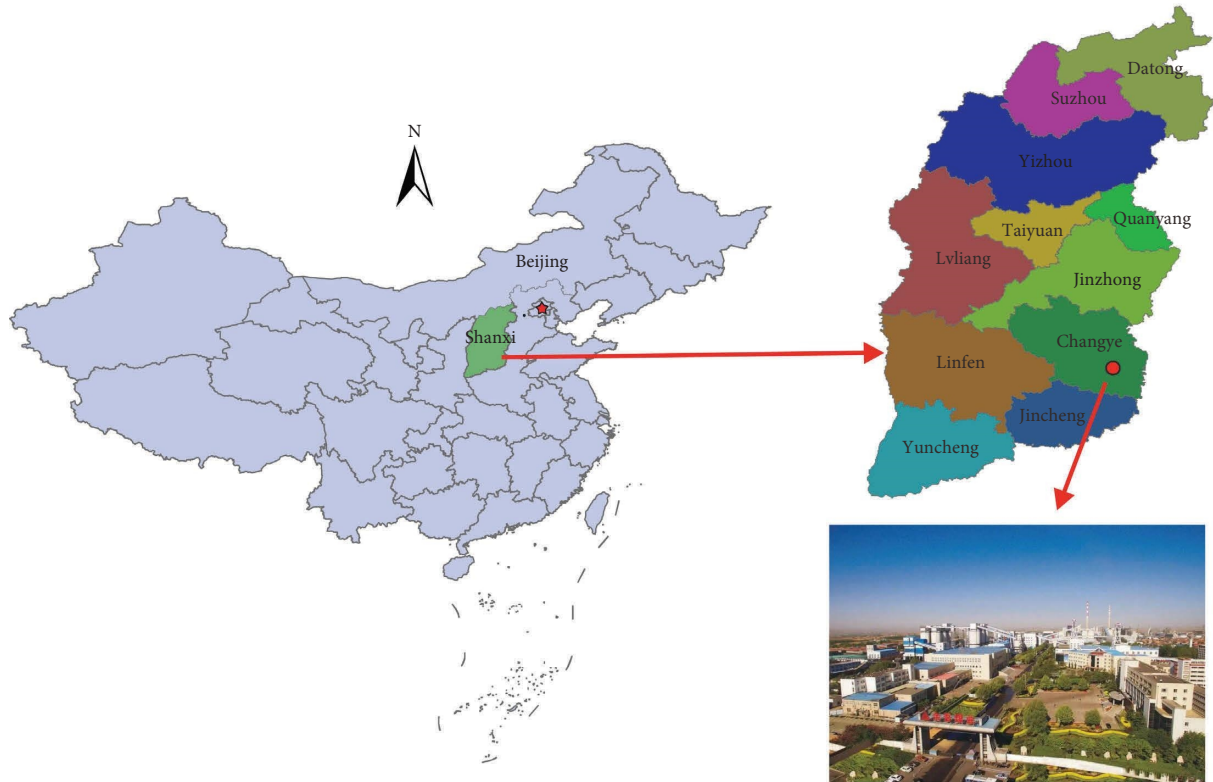 N
Beijing
Shanxi
Datong
Suzhou
Yizhou
Quanyang
Taiyuan
Lvliang
Jinzhong
Changye
Linfen
Jincheng
Yuncheng